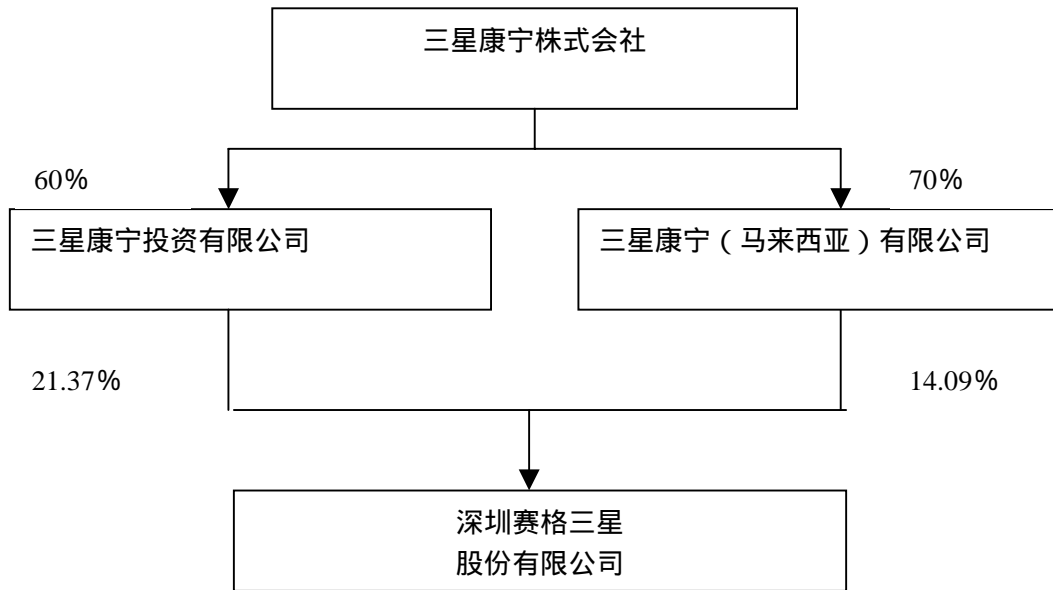 三星康宁株式会社
60%
70%
三星康宁投资有限公司
三星康宁（马来西亚）有限公司
21.37%
14.09%
深圳赛格三星
股份有限公司